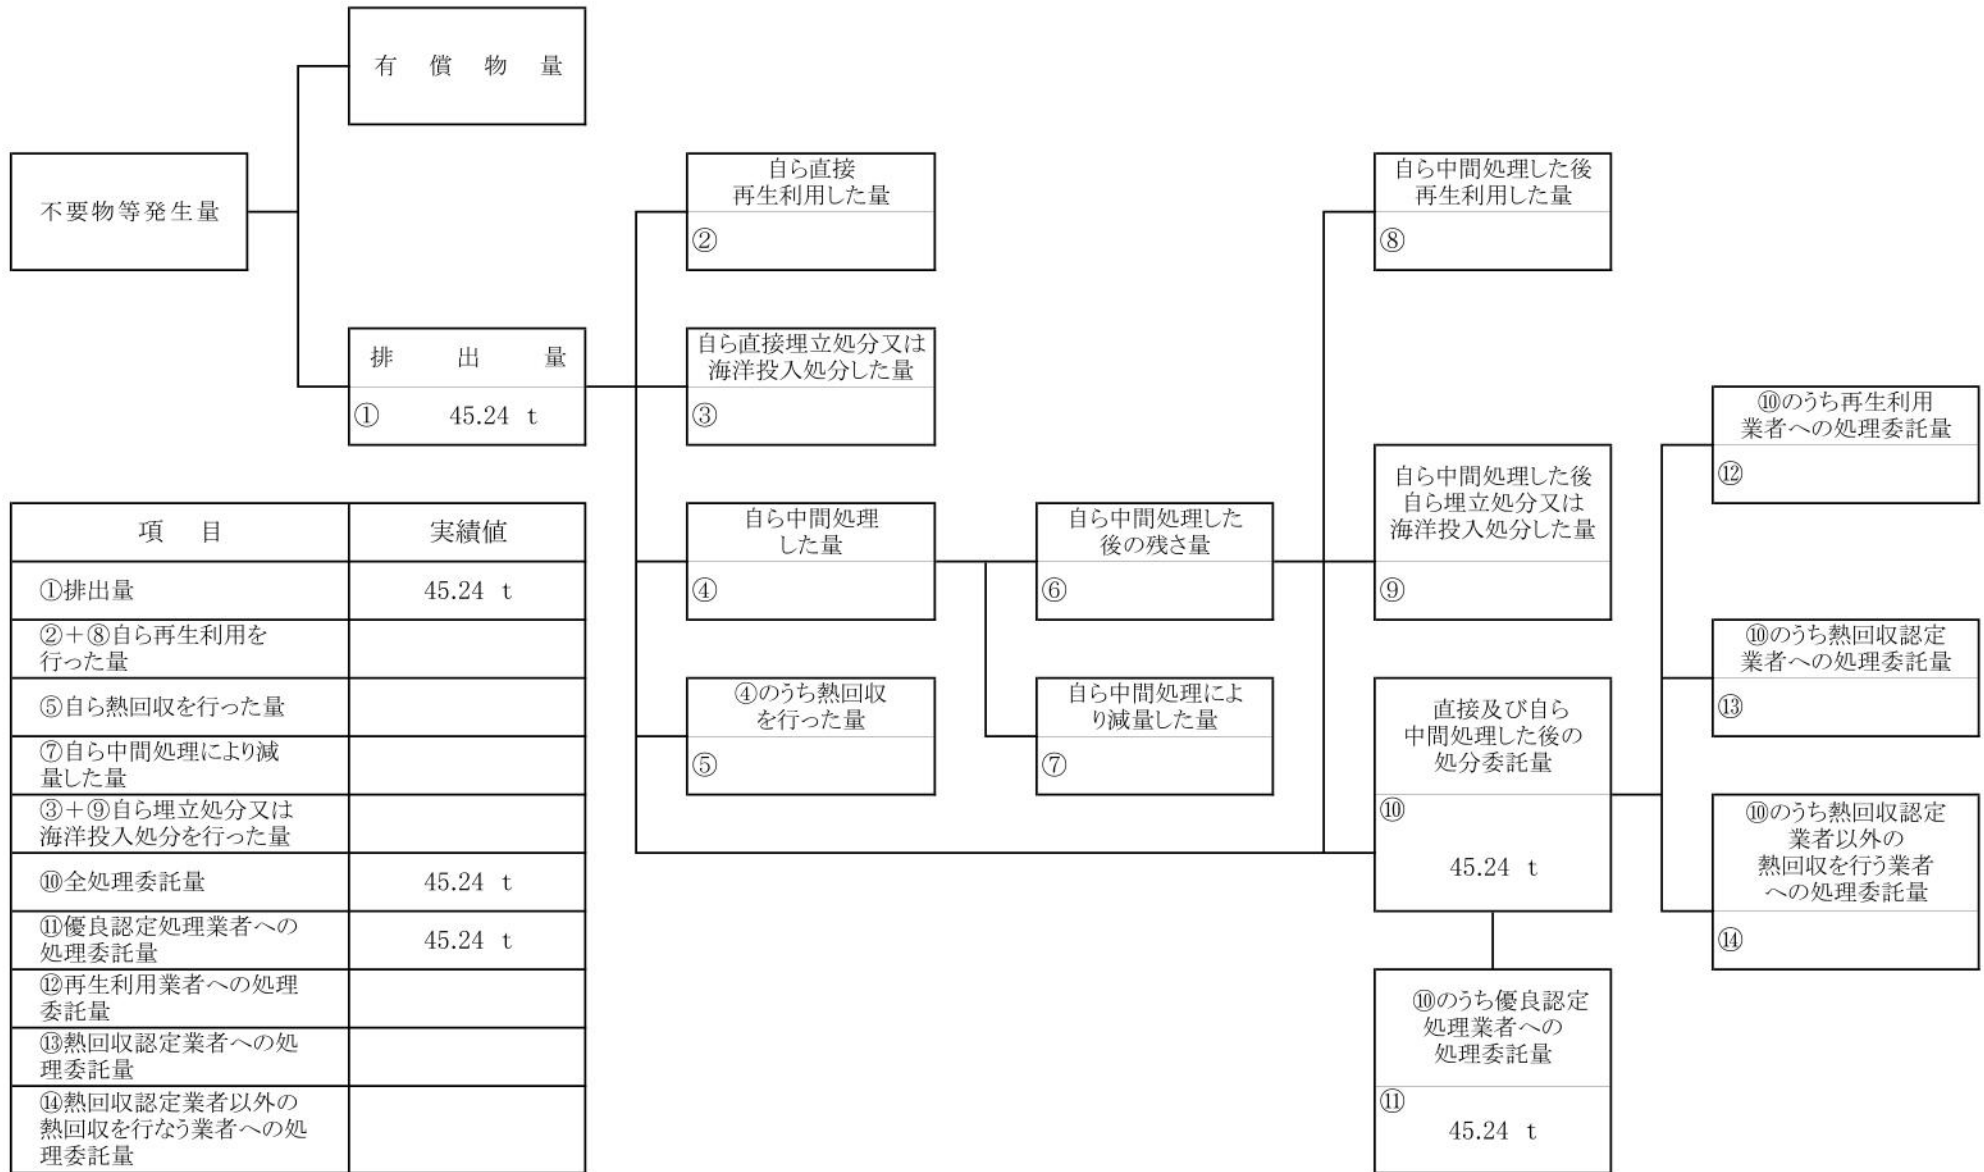 有償物量
不要物等発生量
排出量
① 45.24 t
自ら直接
再生利用した量
②
自ら直接埋立処分又は
海洋投入処分した量
③
自ら中間処理
した量
④
④のうち熱回収
を行った量
⑤
自ら中間処理した
後の残さ量
⑥
自ら中間処理によ
り減量した量
⑦
自ら中間処理した後
再生利用した量
⑧
自ら中間処理した後
自ら埋立処分又は
海洋投入処分した量
⑨
直接及び自ら
中間処理した後の
処分委託量
⑩
45.24 t
⑩のうち優良認定
処理業者への
処理委託量
⑪
45.24 t
⑩のうち再生利用
業者への処理委託量
⑫
⑩のうち熱回収認定
業者への処理委託量
⑬
⑩のうち熱回収認定
業者以外の
熱回収を行う業者
への処理委託量
⑭
項目 実績値
①排出量 45.24 t
②+⑧自ら再生利用を
行った量
⑤自ら熱回収を行った量
⑦自ら中間処理により減
量した量
③+⑨自ら埋立処分又は
海洋投入処分を行った量
⑩全処理委託量 45.24 t
⑪優良認定処理業者への
処理委託量 45.24 t
⑫再生利用業者への処理
委託量
⑬熱回収認定業者への処
理委託量
⑭熱回収認定業者以外の
熱回収を行なう業者への処
理委託量